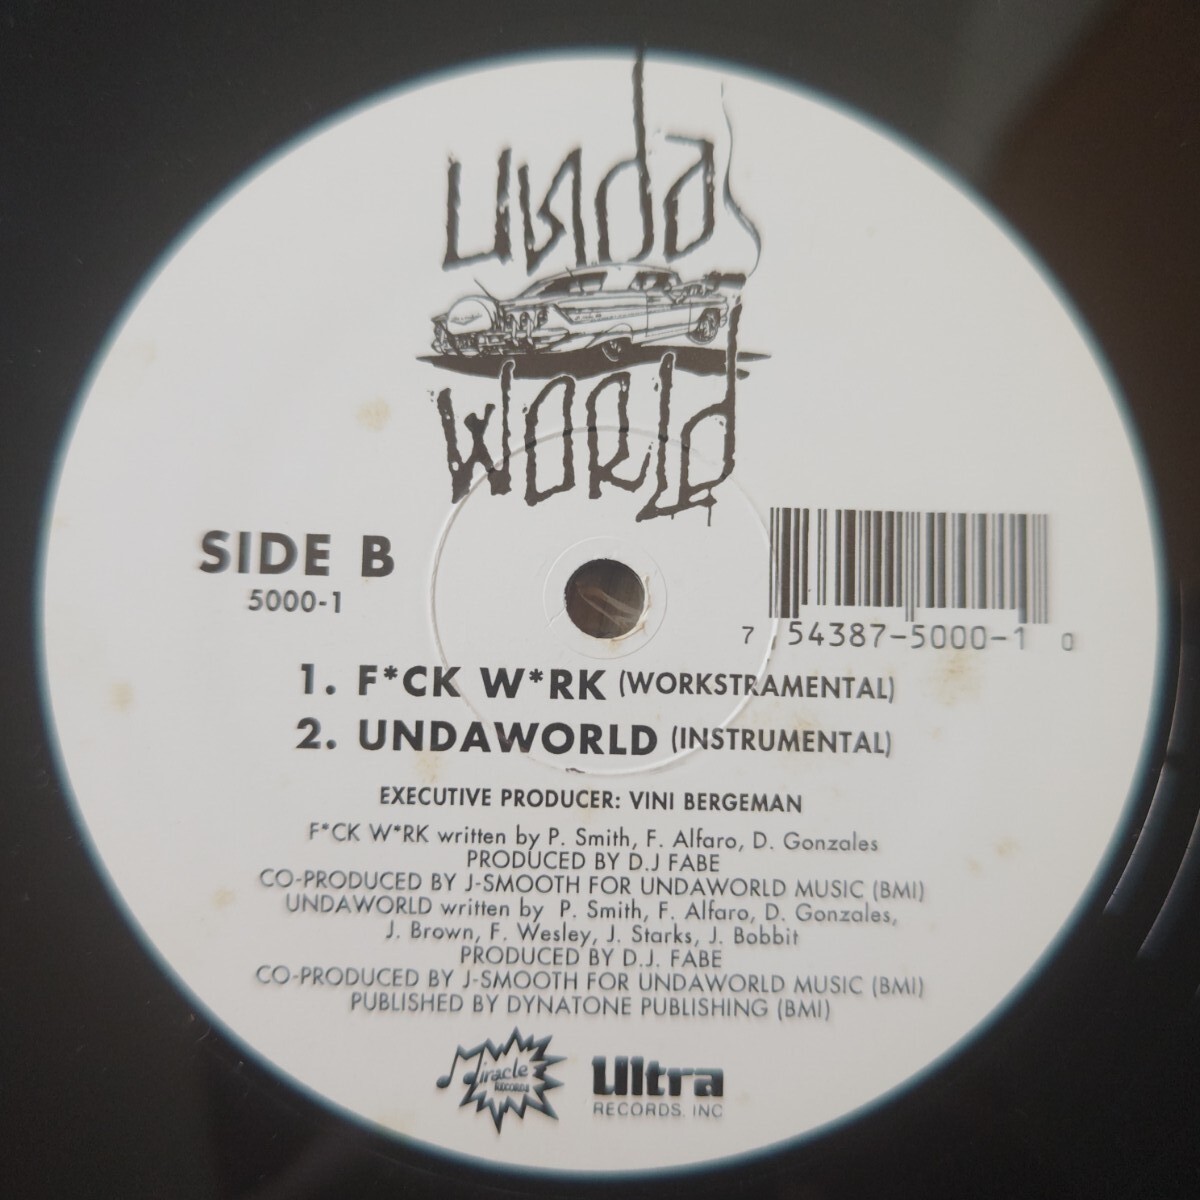 unda
world
SIDE B
5000-1
7 54387-5000-1 0
1. F*CK W*RK (WORKSTRAMENTAL)
2. UNDAWORLD (INSTRUMENTAL)
EXECUTIVE PRODUCER: VINI BERGEMAN
F*CK W*RK written by P. Smith, F. Alfaro, D. Gonzales
PRODUCED BY D.J FABE
CO-PRODUCED BY J-SMOOTH FOR UNDAWORLD MUSIC (BMI)
UNDAWORLD written by P. Smith, F. Alfaro, D. Gonzales,
J. Brown, F. Wesley, J. Starks, J. Bobbit
PRODUCED BY D.J. FABE
CO-PRODUCED BY J-SMOOTH FOR UNDAWORLD MUSIC (BMI)
PUBLISHED BY DYNATONE PUBLISHING (BMI)
Miracle
RECORDS
Ultra
RECORDS, INC